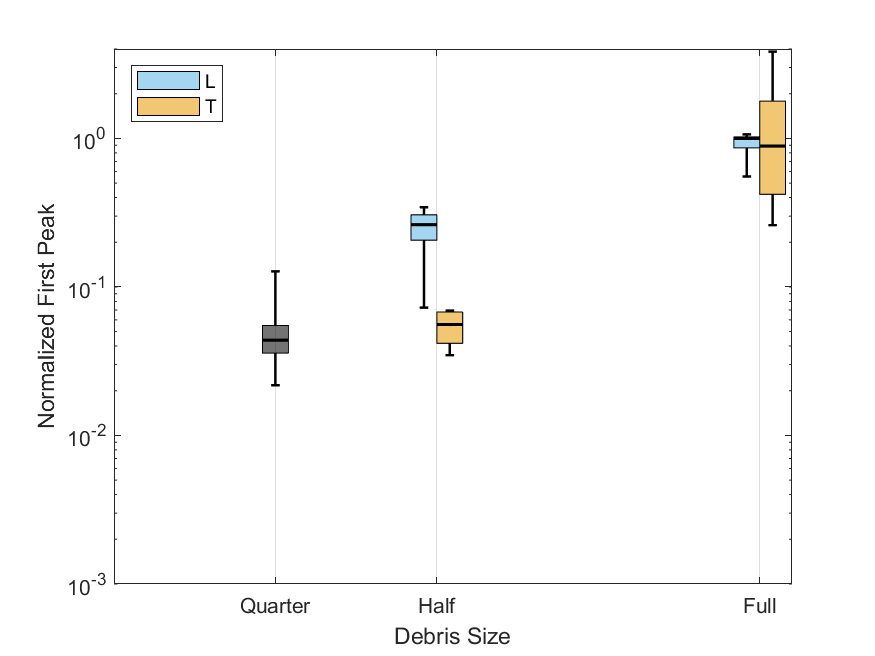 L
T
10^0
10^-1
10^-2
10^-3
Normalized First Peak
Quarter Half Full
Debris Size